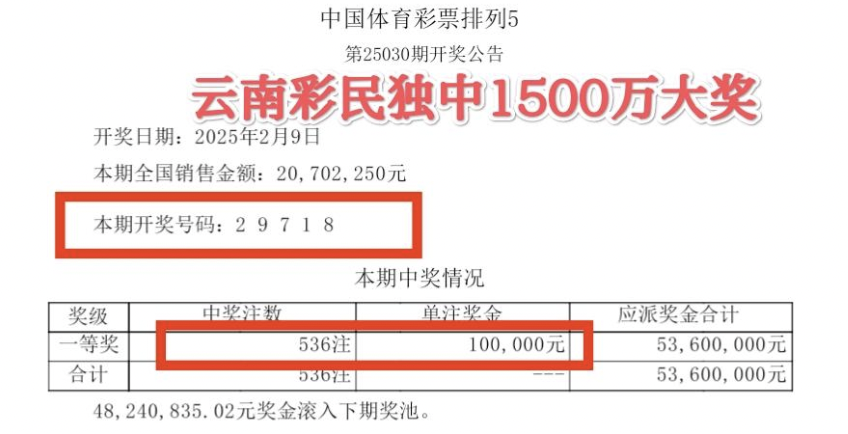 中国体育彩票排列5
第25030期开奖公告
云南彩民独中1500万大奖
开奖日期：2025年2月9日
本期全国销售金额：20,702,250元
本期开奖号码：2 9 7 1 8
本期中奖情况
奖级 中奖注数 单注奖金 应派奖金合计
一等奖 536注 100,000元 53,600,000元
合计 536注 --- 53,600,000元
48,240,835.02元奖金滚入下期奖池。